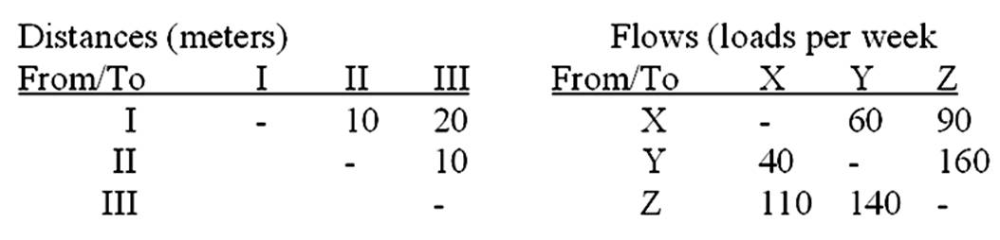 Distances (meters) Flows (loads per week
From/To I II III From/To X Y Z
I - 10 20 X - 60 90
II - 10 Y 40 - 160
III - Z 110 140 -